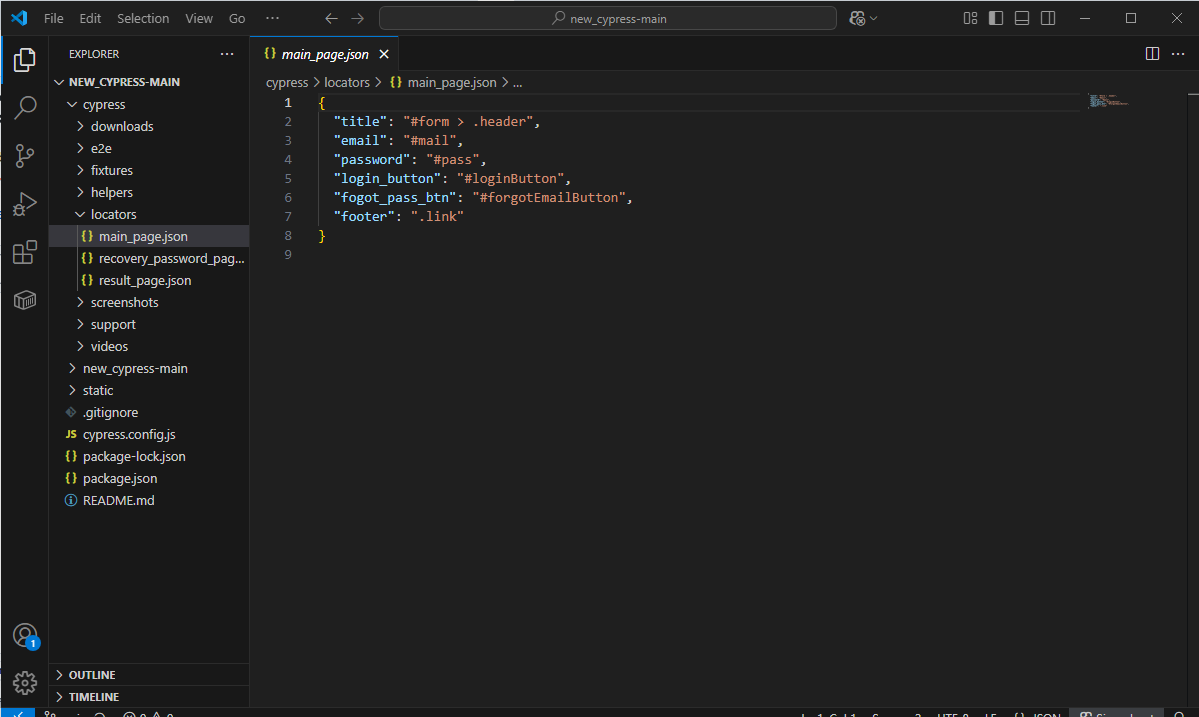 File Edit Selection View Go ··· new_cypress-main
EXPLORER ···
NEW_CYPRESS-MAIN
cypress
downloads
e2e
fixtures
helpers
locators
{} main_page.json
{} recovery_password_pag...
{} result_page.json
screenshots
support
videos
new_cypress-main
static
.gitignore
JS cypress.config.js
{} package-lock.json
{} package.json
README.md
OUTLINE
TIMELINE
1
{} main_page.json
cypress > locators > {} main_page.json > ...
1 {
2 "title": "#form > .header",
3 "email": "#mail",
4 "password": "#pass",
5 "login_button": "#loginButton",
6 "fogot_pass_btn": "#forgotEmailButton",
7 "footer": ".link"
8 }
9